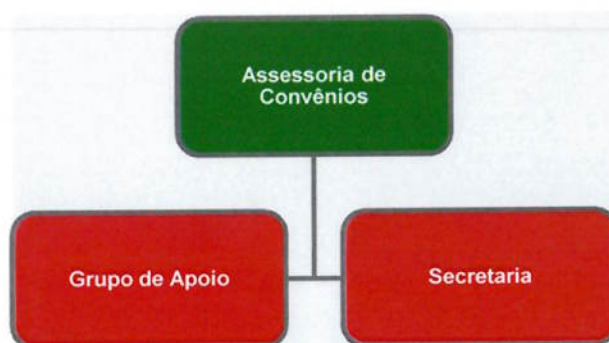 Assessoria de
Convênios
Grupo de Apoio
Secretaria